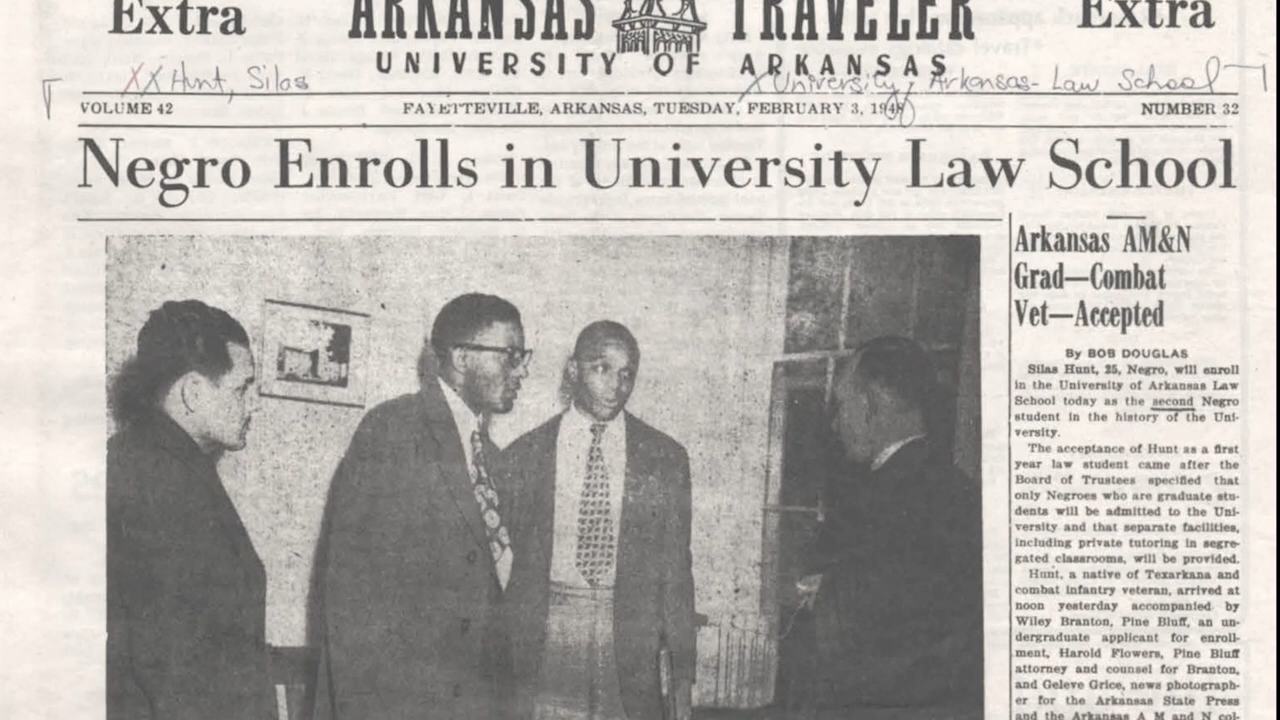 Extra ARKANSAS TRAVELER Extra
UNIVERSITY OF ARKANSAS
XX Hunt, Silas
X University, Arkansas- Law School
VOLUME 42 FAYETTEVILLE, ARKANSAS, TUESDAY, FEBRUARY 3, 1948 NUMBER 32
Negro Enrolls in University Law School
Arkansas AM&N
Grad—Combat
Vet—Accepted
By BOB DOUGLAS
Silas Hunt, 25, Negro, will enroll
in the University of Arkansas Law
School today as the second Negro
student in the history of the Uni-
versity.
The acceptance of Hunt as a first
year law student came after the
Board of Trustees specified that
only Negroes who are graduate stu-
dents will be admitted to the Uni-
versity and that separate facilities,
including private tutoring in segre-
gated classrooms, will be provided.
Hunt, a native of Texarkana and
combat infantry veteran, arrived at
noon yesterday accompanied by
Wiley Branton, Pine Bluff, an un-
dergraduate applicant for enroll-
ment, Harold Flowers, Pine Bluff
attorney and counsel for Branton,
and Geleve Grice, news photograph-
er for the Arkansas State Press
and the Arkansas A M and N col-